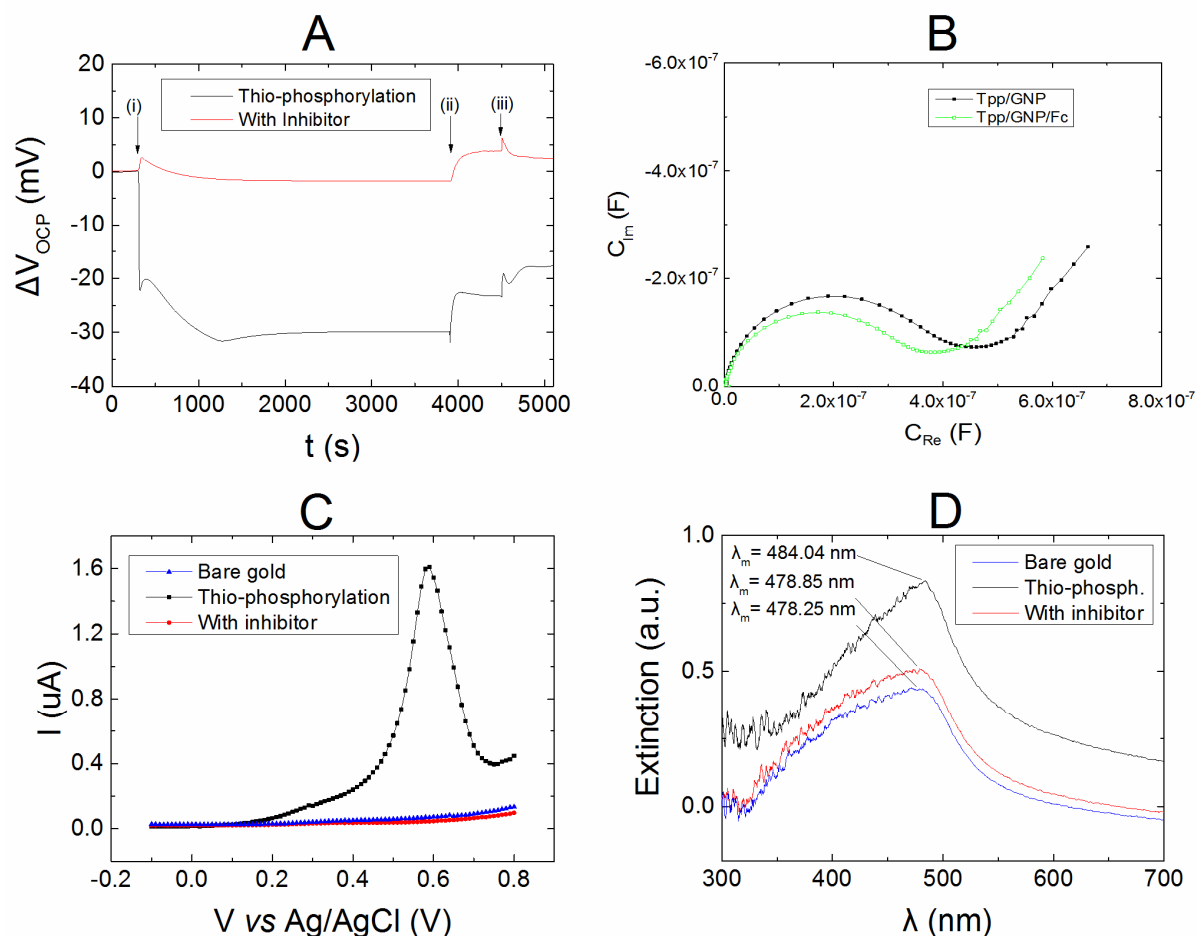 A
20
10
0
-10
-20
-30
-40
ΔV_OCP (mV)
Thio-phosphorylation
With Inhibitor
(i)
(ii)
(iii)
0
1000
2000
3000
4000
5000
t (s)
B
-6.0x10⁻⁷
-4.0x10⁻⁷
-2.0x10⁻⁷
0.0
C_Im (F)
Tpp/GNP
Tpp/GNP/Fc
0.0
2.0x10⁻⁷
4.0x10⁻⁷
6.0x10⁻⁷
8.0x10⁻⁷
C_Re (F)
C
1.6
1.2
0.8
0.4
0.0
I (uA)
Bare gold
Thio-phosphorylation
With inhibitor
-0.2
0.0
0.2
0.4
0.6
0.8
V vs Ag/AgCl (V)
D
1.0
0.5
0.0
Extinction (a.u.)
λ_m= 484.04 nm
λ_m= 478.85 nm
λ_m= 478.25 nm
Bare gold
Thio-phosph.
With inhibitor
300
400
500
600
700
λ (nm)